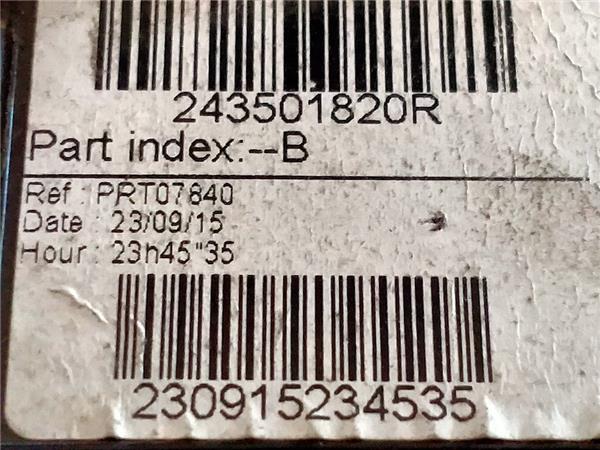 243501820R
Part index:--B
Ref : PRT07840
Date : 23/09/15
Hour : 23h45"35
230915234535